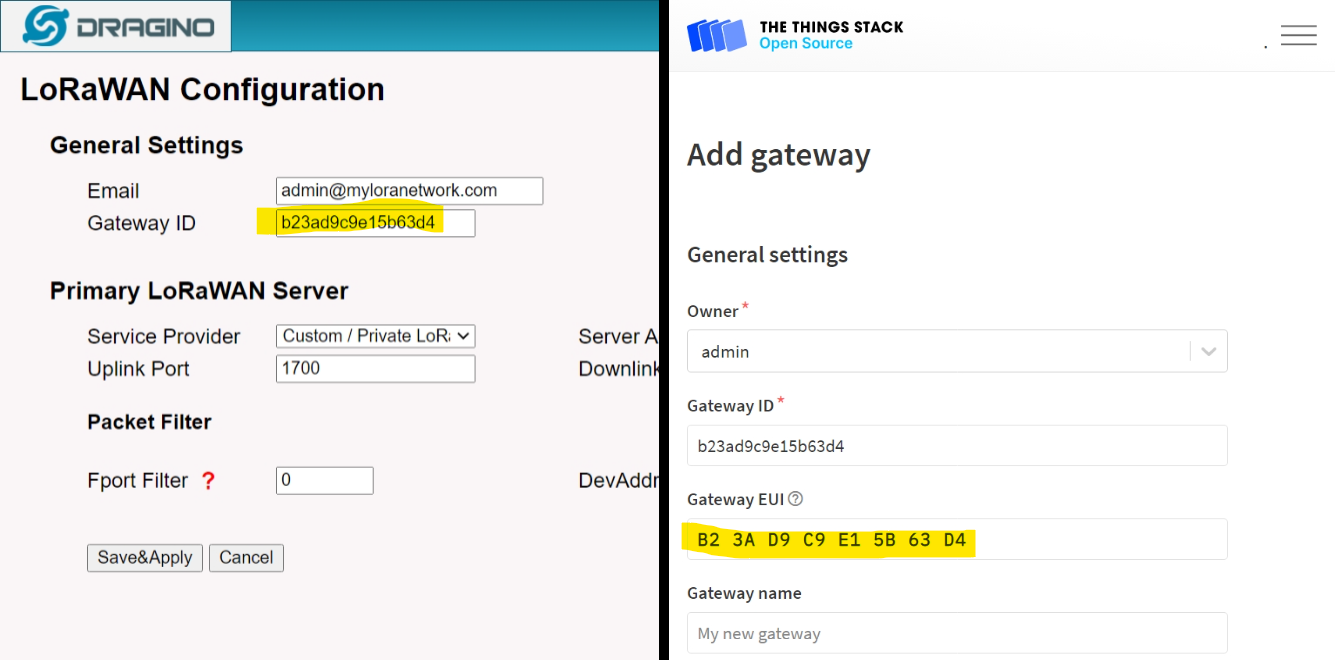 DRAGINO
LoRaWAN Configuration
General Settings
Email admin@myloranetwork.com
Gateway ID b23ad9c9e15b63d4
Primary LoRaWAN Server
Service Provider Custom / Private LoR Server A
Uplink Port 1700 Downlink
Packet Filter
Fport Filter ? 0 DevAddr
Save&Apply Cancel
THE THINGS STACK
Open Source
Add gateway
General settings
Owner *
admin
Gateway ID *
b23ad9c9e15b63d4
Gateway EUI ?
B2 3A D9 C9 E1 5B 63 D4
Gateway name
My new gateway